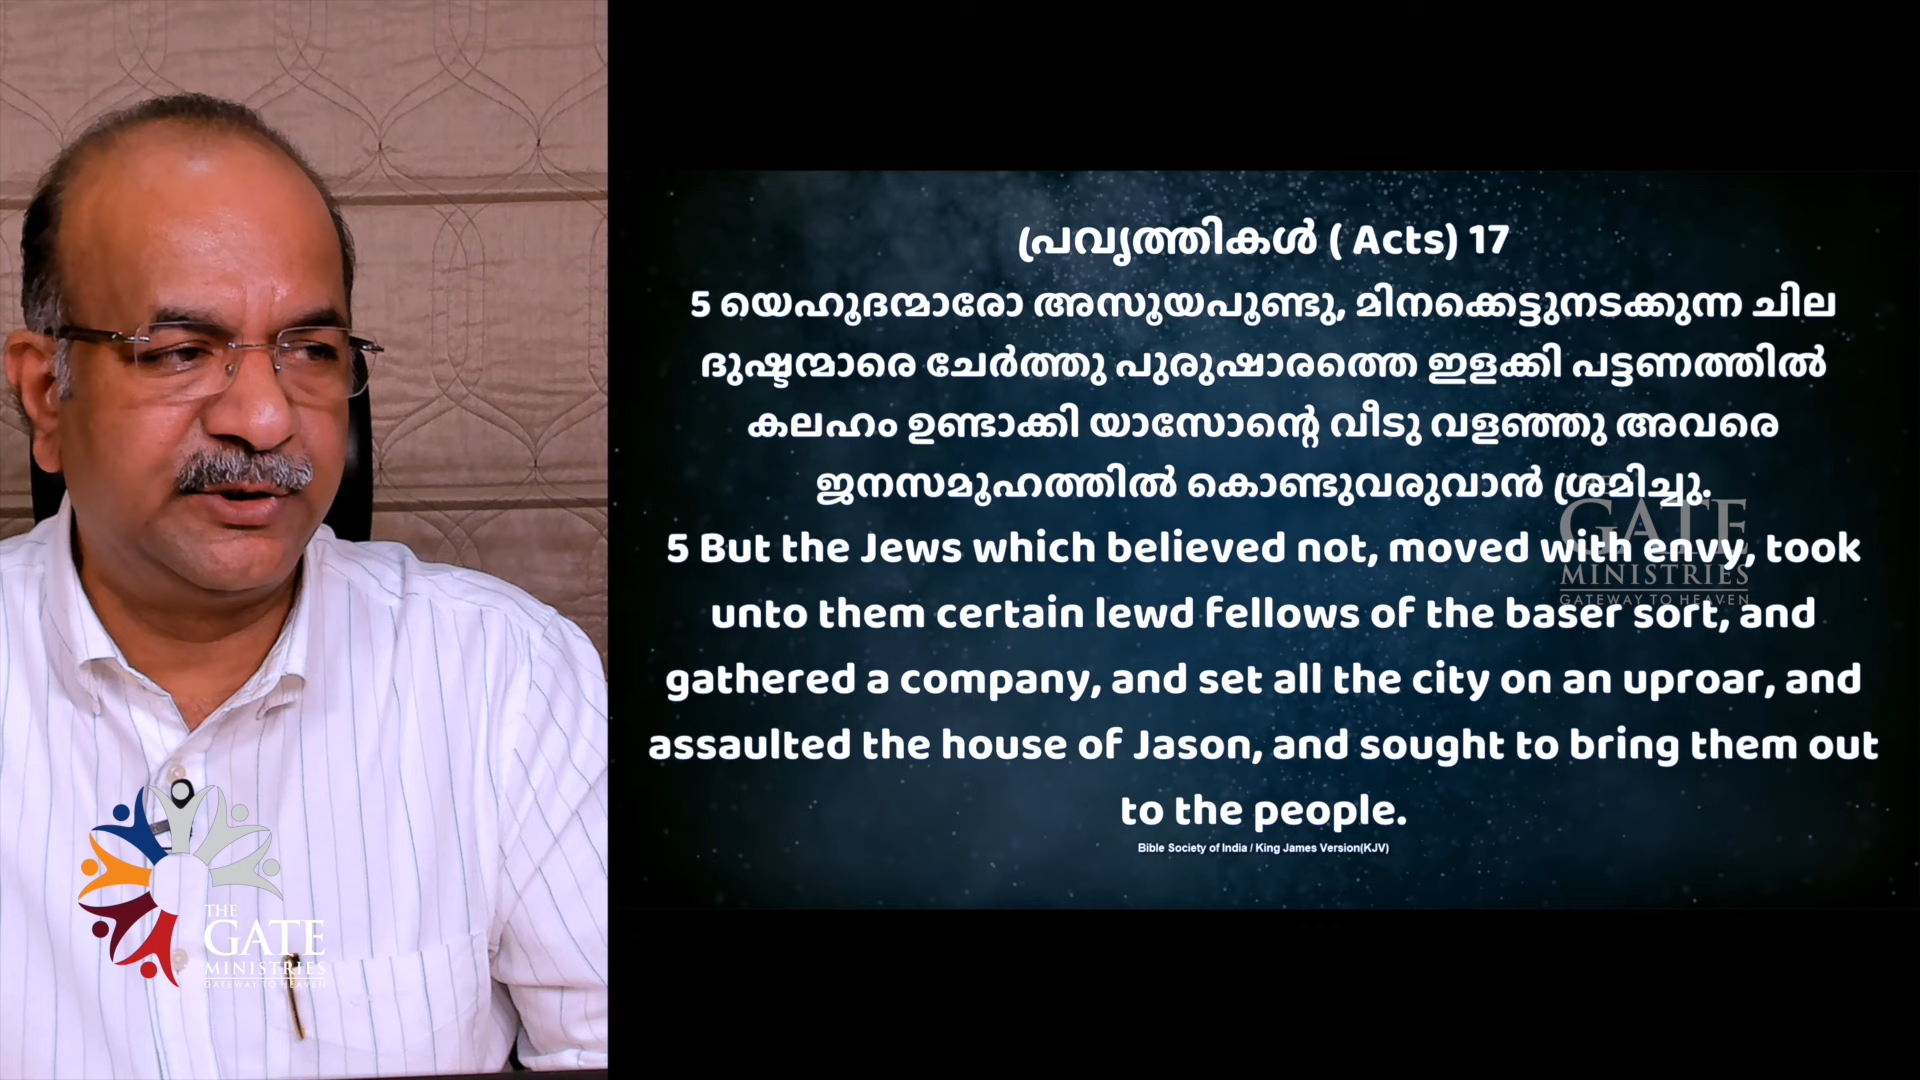 പ്രവൃത്തികൾ ( Acts) 17
5 യെഹൂദന്മാരോ അസൂയപൂണ്ടു, മിനക്കെട്ടുനടക്കുന്ന ചില
ദുഷ്ടന്മാരെ ചേർത്തു പുരുഷാരത്തെ ഇളക്കി പട്ടണത്തിൽ
കലഹം ഉണ്ടാക്കി യാസോന്റെ വീടു വളഞ്ഞു അവരെ
ജനസമൂഹത്തിൽ കൊണ്ടുവരുവാൻ ശ്രമിച്ചു.
5 But the Jews which believed not, moved with envy, took
unto them certain lewd fellows of the baser sort, and
gathered a company, and set all the city on an uproar, and
assaulted the house of Jason, and sought to bring them out
to the people.
Bible Society of India / King James Version(KJV)
GATE
MINISTRIES
GATEWAY TO HEAVEN
THE
GATE
MINISTRIES
GATEWAY TO HEAVEN